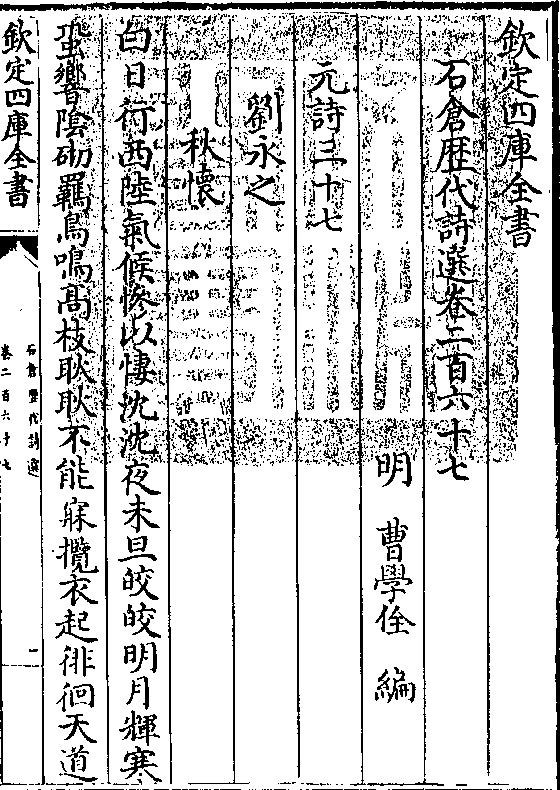 欽定四庫全書
石倉歷代詩選卷二百六十七
明 曹學佺 編
元詩三十七
劉永之
秋懷
白日行西陸氣候慘以悽沈沈夜未旦皎皎明月輝寒
蛩響陰砌羈鳥鳴髙枝耿耿不能寐攬衣起徘徊天道
欽定四庫全書
石倉歷代詩選
卷二百六十七
一